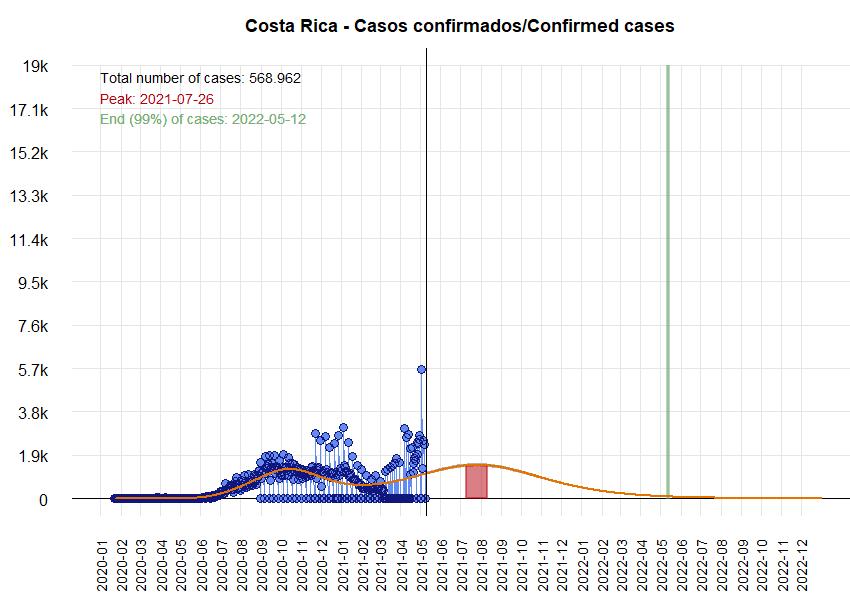 Costa Rica - Casos confirmados/Confirmed cases
19k
17.1k
15.2k
13.3k
11.4k
9.5k
7.6k
5.7k
3.8k
1.9k
0
Total number of cases: 568.962
Peak: 2021-07-26
End (99%) of cases: 2022-05-12
2020-01
2020-02
2020-03
2020-04
2020-05
2020-06
2020-07
2020-08
2020-09
2020-10
2020-11
2020-12
2021-01
2021-02
2021-03
2021-04
2021-05
2021-06
2021-07
2021-08
2021-09
2021-10
2021-11
2021-12
2022-01
2022-02
2022-03
2022-04
2022-05
2022-06
2022-07
2022-08
2022-09
2022-10
2022-11
2022-12